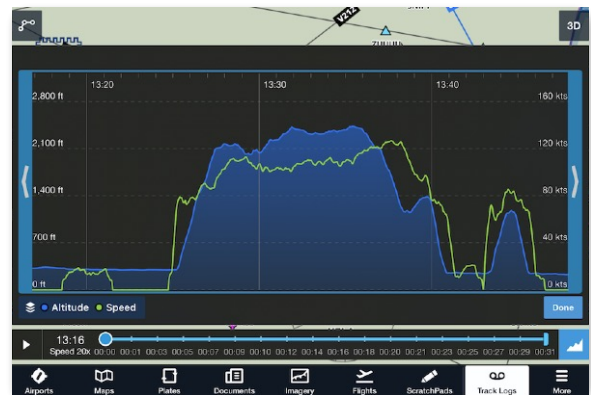 V212
3D
13:20
13:30
13:40
2,800 ft
160 kts
2,100 ft
120 kts
1,400 ft
80 kts
700 ft
40 kts
0 ft
0 kts
Altitude Speed
Done
13:16
Speed 20x 00:00 00:01 00:03 00:05 00:07 00:09 00:10 00:12 00:14 00:16 00:18 00:20 00:21 00:23 00:25 00:27 00:29 00:31
Airports Maps Plates Documents Imagery Flights ScratchPads Track Logs More